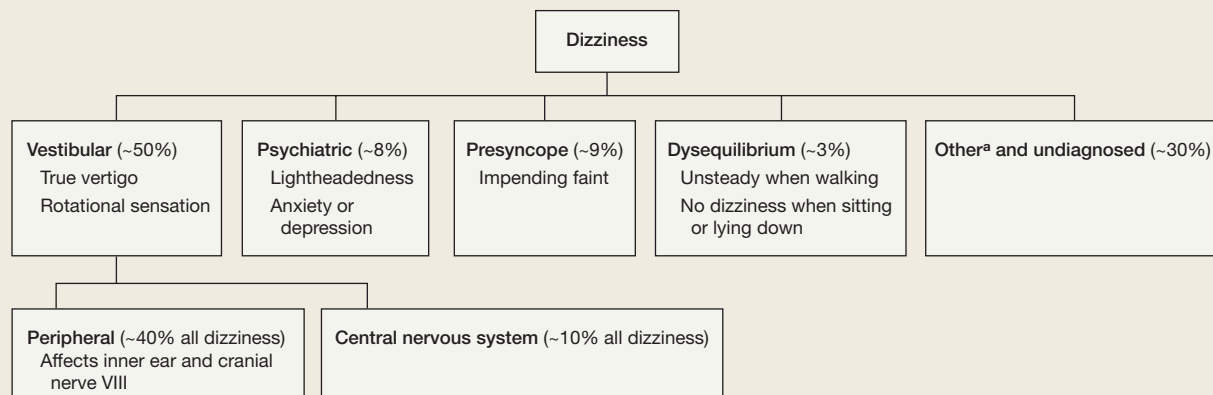 Dizziness
Vestibular (~50%)
True vertigo
Rotational sensation
Psychiatric (~8%)
Lightheadedness
Anxiety or
depression
Presyncope (~9%)
Impending faint
Dysequilibrium (~3%)
Unsteady when walking
No dizziness when sitting
or lying down
Otherᵃ and undiagnosed (~30%)
Peripheral (~40% all dizziness)
Affects inner ear and cranial
nerve VIII
Central nervous system (~10% all dizziness)